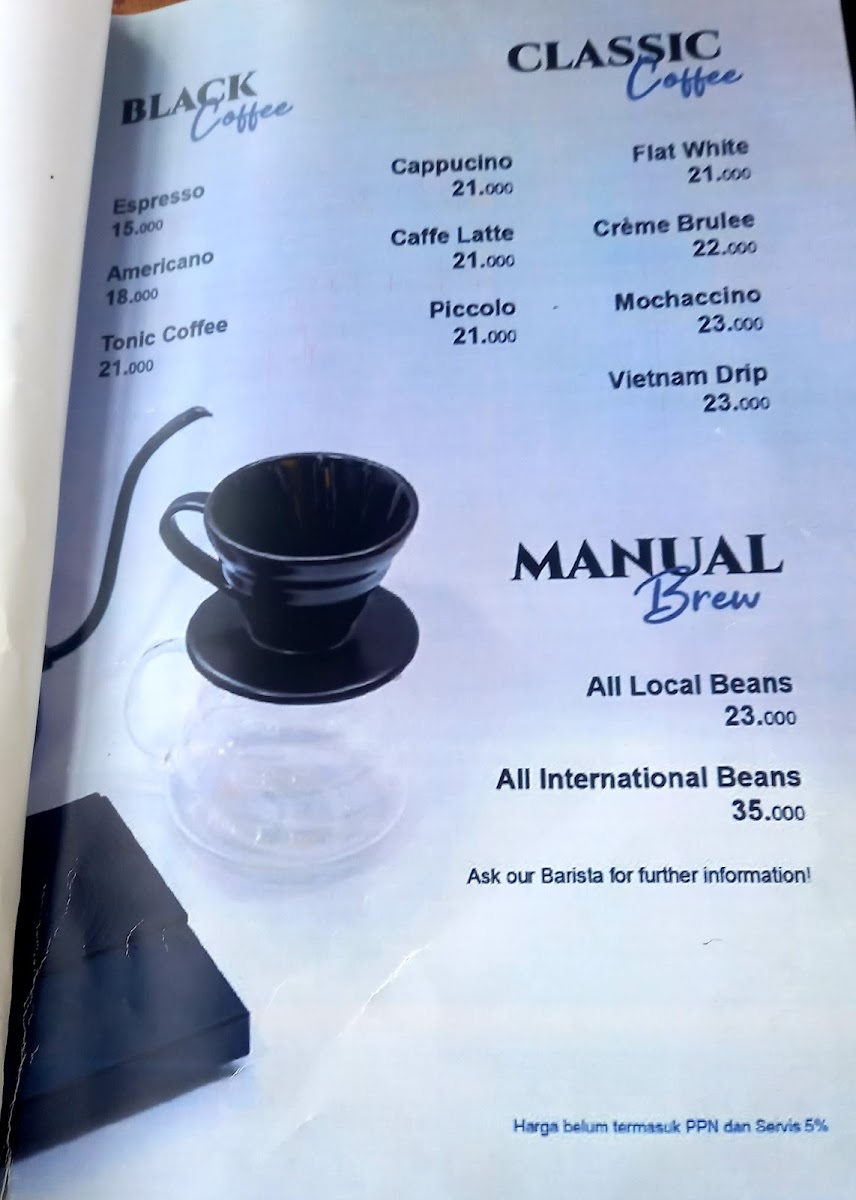 BLACK
Coffee
Espresso
15.000
Americano
18.000
Tonic Coffee
21.000
CLASSIC
Coffee
Cappucino
21.000
Caffe Latte
21.000
Piccolo
21.000
Flat White
21.000
Crème Brulee
22.000
Mochaccino
23.000
Vietnam Drip
23.000
MANUAL
Brew
All Local Beans
23.000
All International Beans
35.000
Ask our Barista for further information!
Harga belum termasuk PPN dan Servis 5%